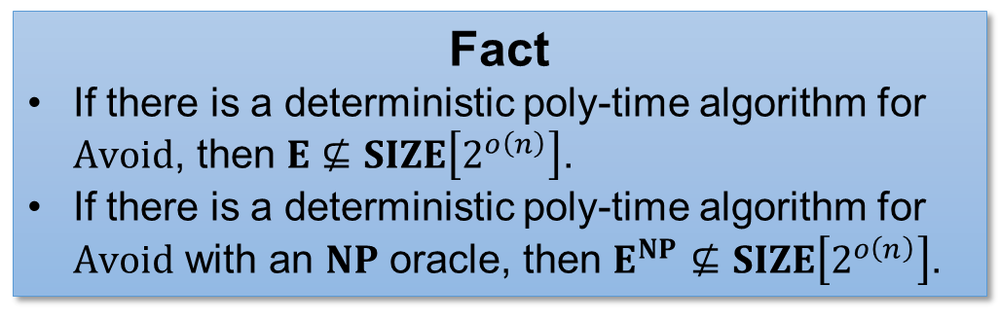 Fact
• If there is a deterministic poly-time algorithm for
Avoid, then 𝐄 ⊈ 𝐒𝐈𝐙𝐄[2^{o(n)}].
• If there is a deterministic poly-time algorithm for
Avoid with an 𝐍𝐏 oracle, then 𝐄^{𝐍𝐏} ⊈ 𝐒𝐈𝐙𝐄[2^{o(n)}].